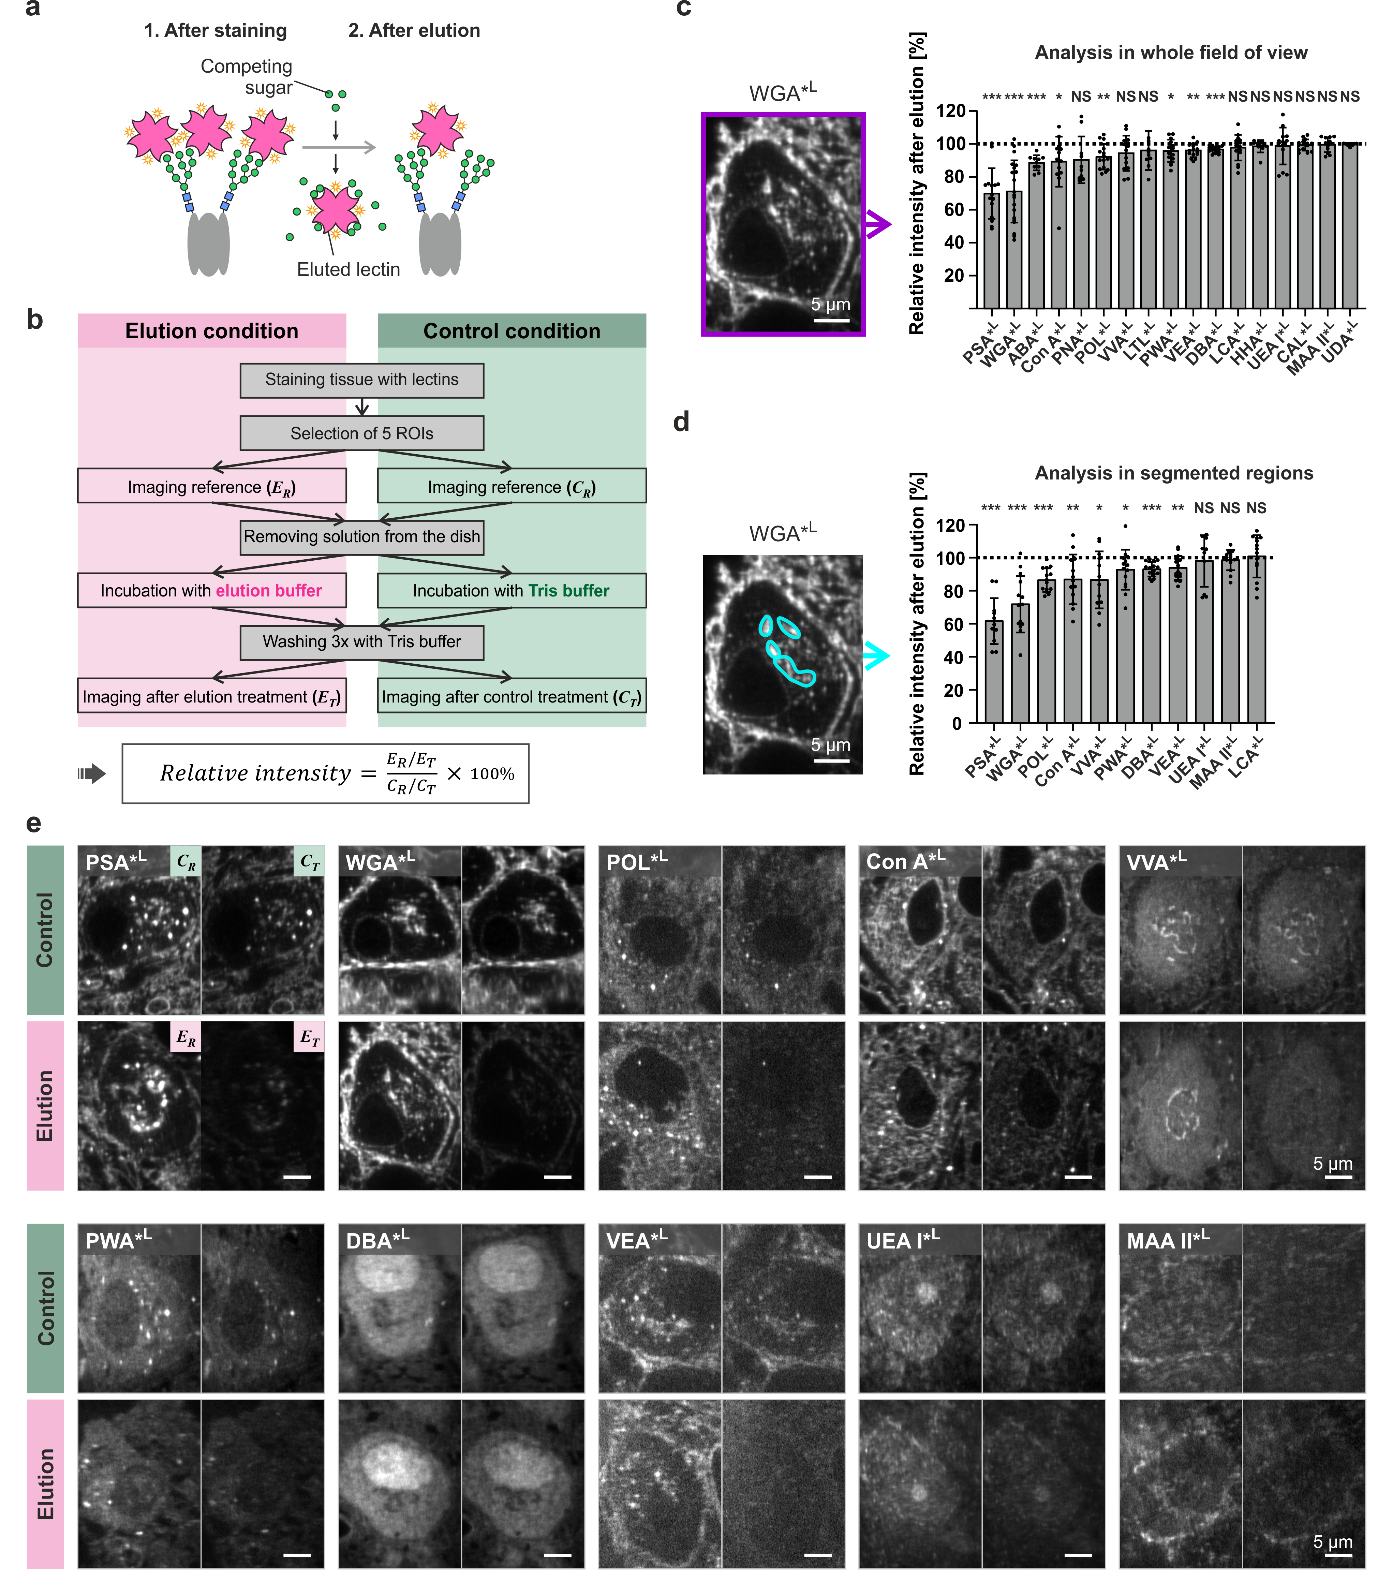 a
1. After staining
2. After elution
Competing
sugar
Eluted lectin
b
Elution condition
Control condition
Staining tissue with lectins
Selection of 5 ROIs
Imaging reference (E_R)
Imaging reference (C_R)
Removing solution from the dish
Incubation with elution buffer
Incubation with Tris buffer
Washing 3x with Tris buffer
Imaging after elution treatment (E_T)
Imaging after control treatment (C_T)
Relative intensity = (E_R/E_T)/(C_R/C_T) × 100%
c
WGA*L
5 µm
Analysis in whole field of view
Relative intensity after elution [%]
*** *** *** * NS ** NS NS * ** *** NS NS NS NS NS NS
120
100
80
60
40
20
PSA*L
WGA*L
ABA*L
Con A*L
PNA*L
POL*L
VVA*L
LTL*L
PWA*L
VEA*L
DBA*L
LCA*L
HHA*L
UEA I*L
CAL*L
MAA II*L
UDA*L
d
WGA*L
5 µm
Analysis in segmented regions
Relative intensity after elution [%]
*** *** *** ** * * *** ** NS NS NS
120
100
80
60
40
20
0
PSA*L
WGA*L
POL*L
Con A*L
VVA*L
PWA*L
DBA*L
VEA*L
UEA I*L
MAA II*L
LCA*L
e
Control
PSA*L C_R C_T
WGA*L
POL*L
Con A*L
VVA*L
Elution
E_R E_T
5 µm
Control
PWA*L
DBA*L
VEA*L
UEA I*L
MAA II*L
Elution
5 µm